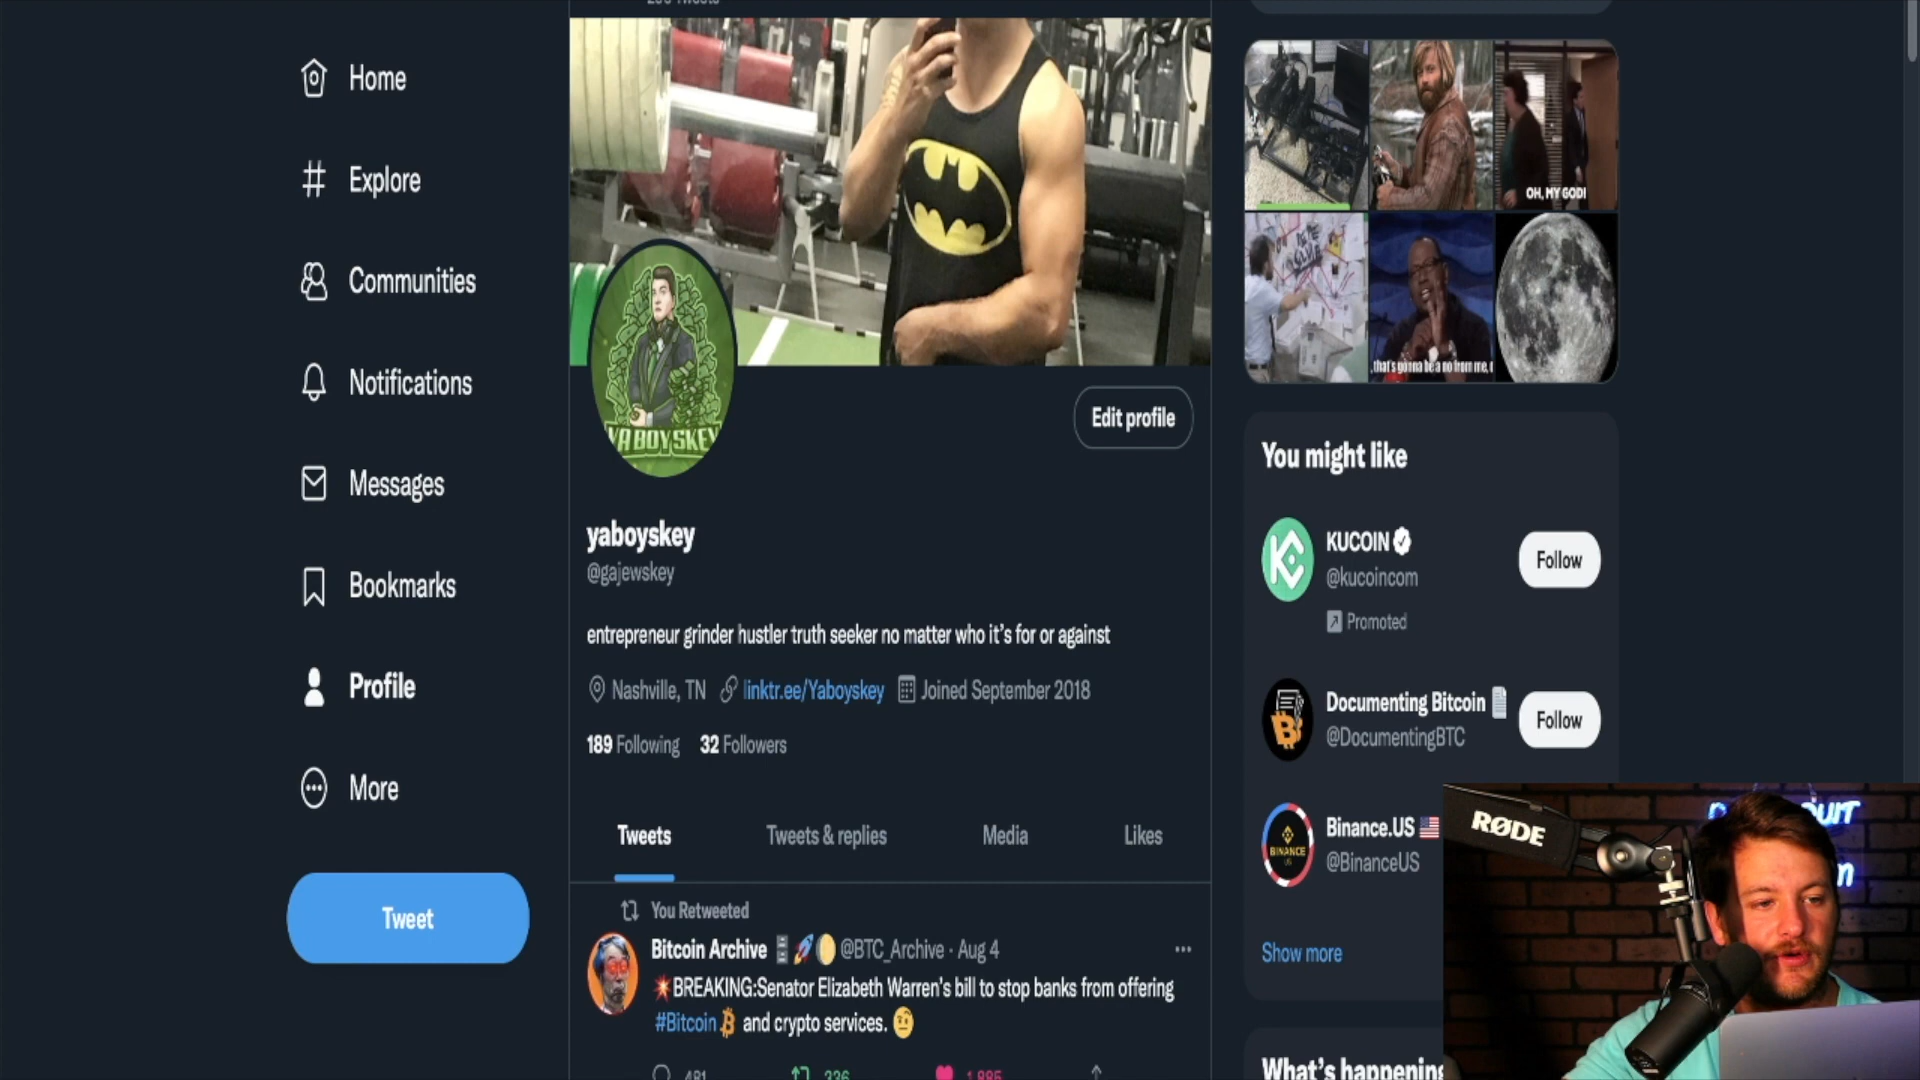 Home
Explore
Communities
Notifications
Messages
Bookmarks
Profile
More
Tweet
YABOYSKEY
Edit profile
yaboyskey
@gajewskey
entrepreneur grinder hustler truth seeker no matter who it's for or against
Nashville, TN linktr.ee/Yaboyskey Joined September 2018
189 Following 32 Followers
Tweets Tweets & replies Media Likes
You Retweeted
Bitcoin Archive @BTC_Archive · Aug 4
BREAKING:Senator Elizabeth Warren's bill to stop banks from offering
#Bitcoin and crypto services.
481 336 1,885
OH, MY GOD!
, that's gonna be a no from me,
You might like
KUCOIN
@kucoincom
Promoted
Follow
Documenting Bitcoin
@DocumentingBTC
Follow
BINANCE
US
Binance.US
@BinanceUS
Show more
What's happening
RØDE